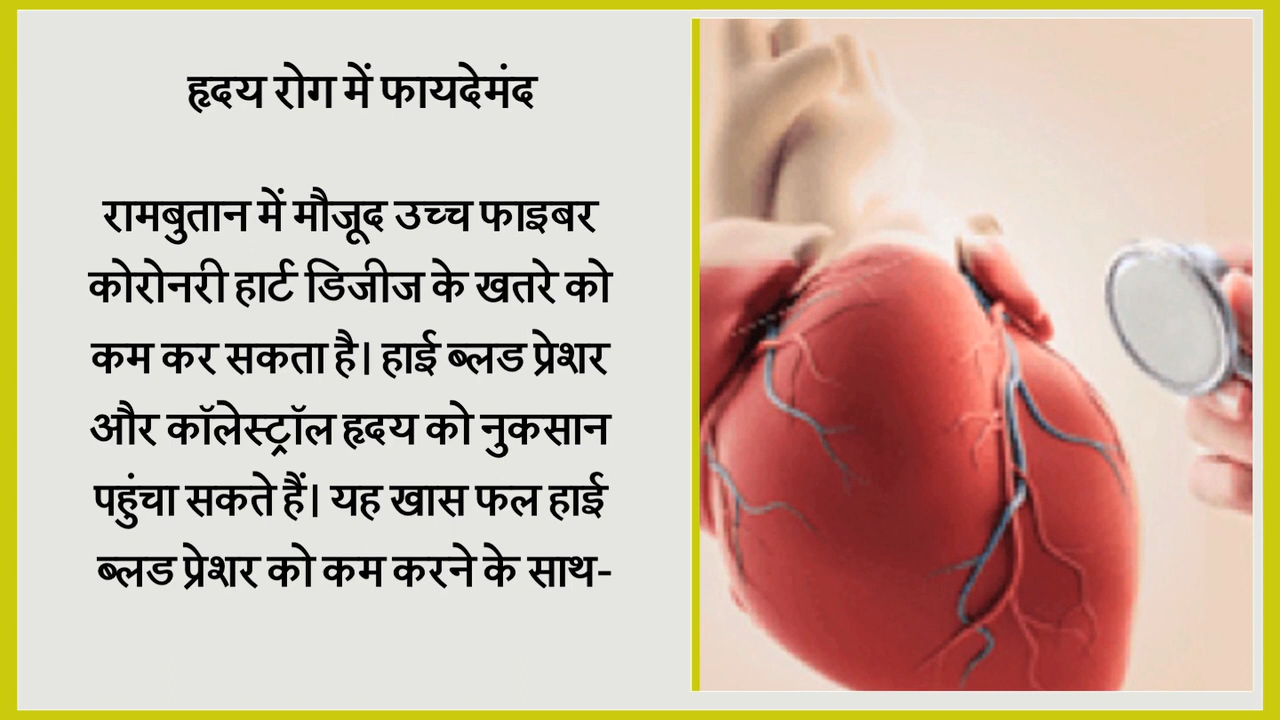 हृदय रोग में फायदेमंद
रामबुतान में मौजूद उच्च फाइबर
कोरोनरी हार्ट डिजीज के खतरे को
कम कर सकता है। हाई ब्लड प्रेशर
और कॉलेस्ट्रॉल हृदय को नुकसान
पहुंचा सकते हैं। यह खास फल हाई
ब्लड प्रेशर को कम करने के साथ-